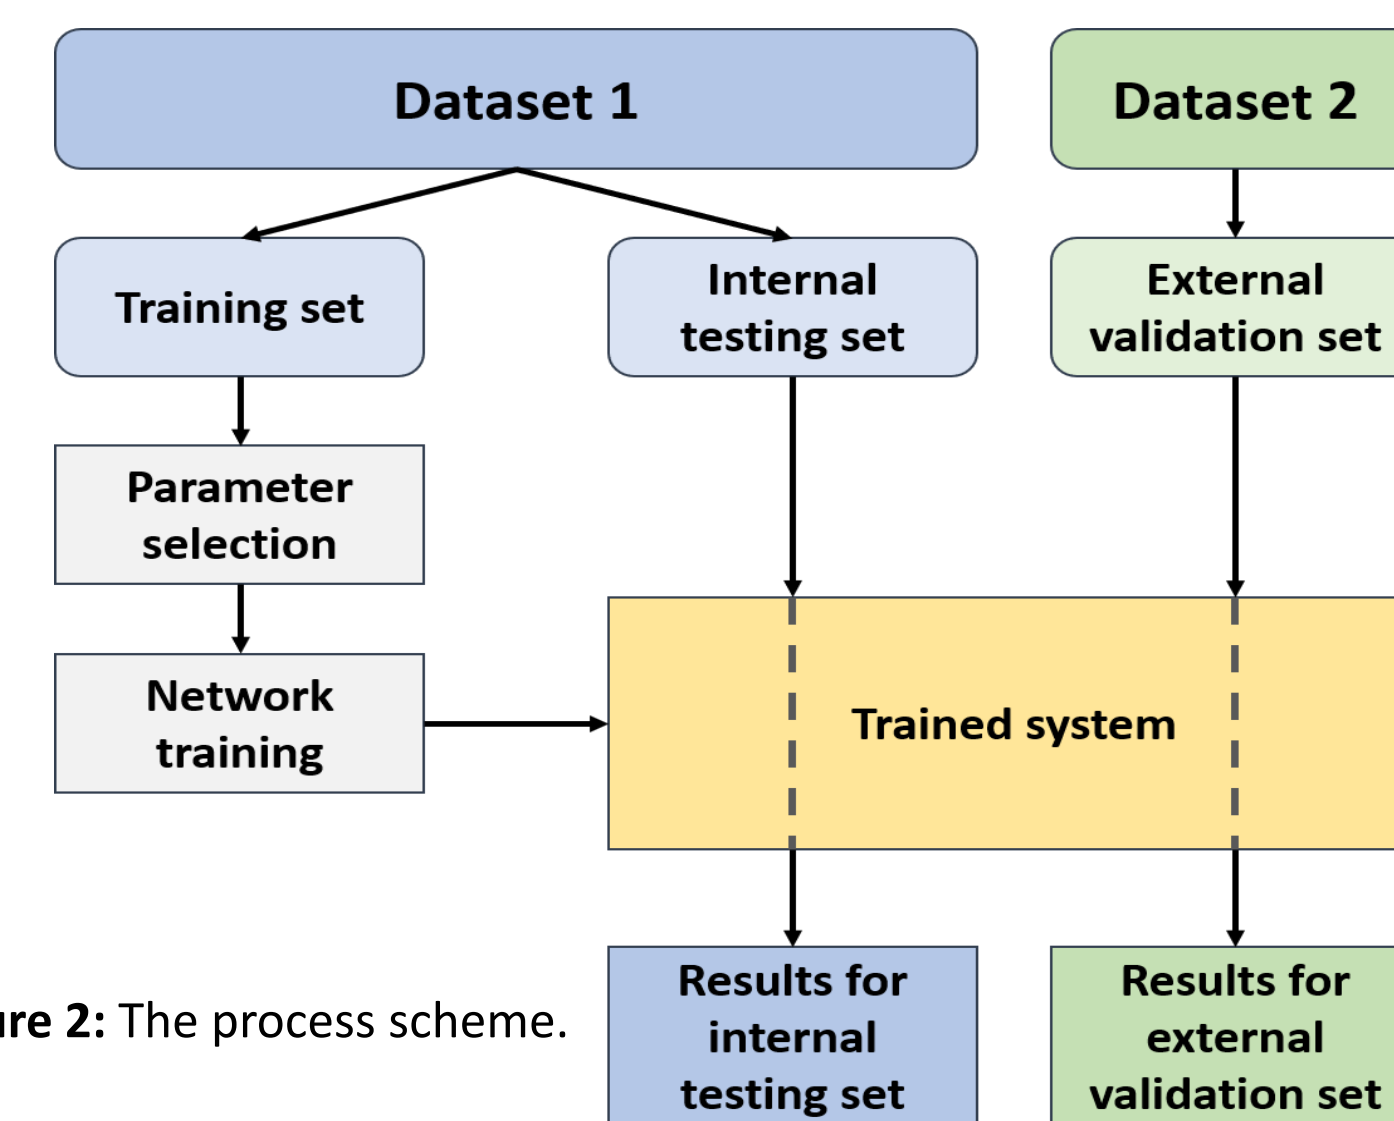 Dataset 1
Dataset 2
Training set
Internal
testing set
External
validation set
Parameter
selection
Network
training
Trained system
Results for
internal
testing set
Results for
external
validation set
ure 2: The process scheme.